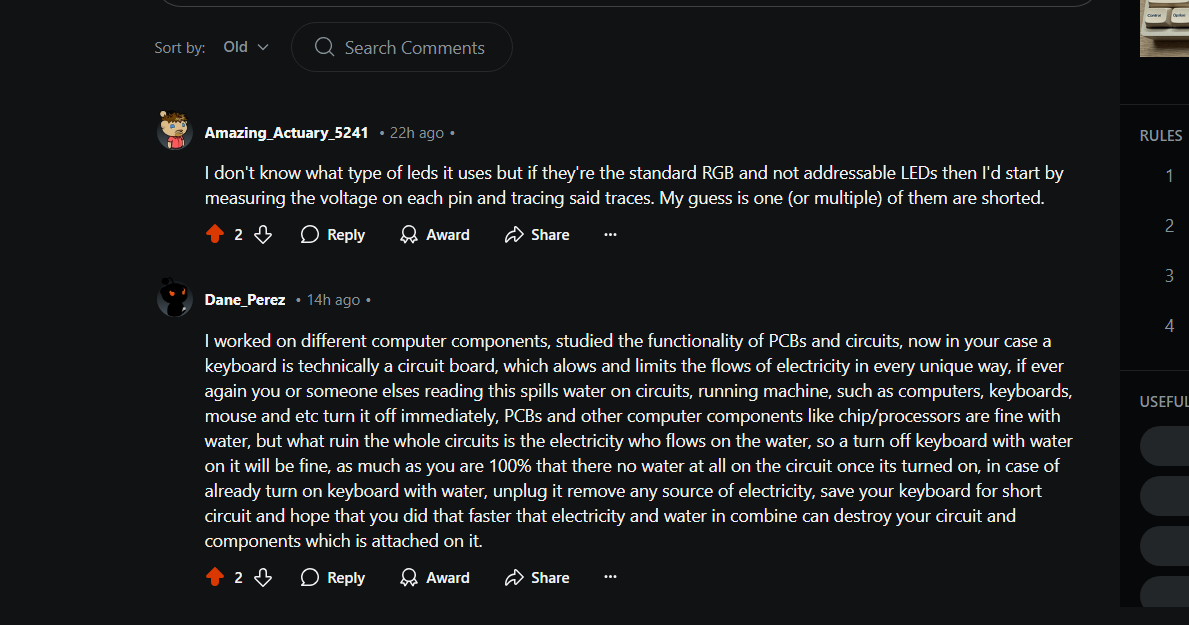 Sort by: Old Search Comments
Amazing_Actuary_5241 • 22h ago •
I don't know what type of leds it uses but if they're the standard RGB and not addressable LEDs then I'd start by
measuring the voltage on each pin and tracing said traces. My guess is one (or multiple) of them are shorted.
2 Reply Award Share ...
Dane_Perez • 14h ago •
I worked on different computer components, studied the functionality of PCBs and circuits, now in your case a
keyboard is technically a circuit board, which alows and limits the flows of electricity in every unique way, if ever
again you or someone elses reading this spills water on circuits, running machine, such as computers, keyboards,
mouse and etc turn it off immediately, PCBs and other computer components like chip/processors are fine with
water, but what ruin the whole circuits is the electricity who flows on the water, so a turn off keyboard with water
on it will be fine, as much as you are 100% that there no water at all on the circuit once its turned on, in case of
already turn on keyboard with water, unplug it remove any source of electricity, save your keyboard for short
circuit and hope that you did that faster that electricity and water in combine can destroy your circuit and
components which is attached on it.
2 Reply Award Share ...
Control Option
RULES
1
2
3
4
USEFUL